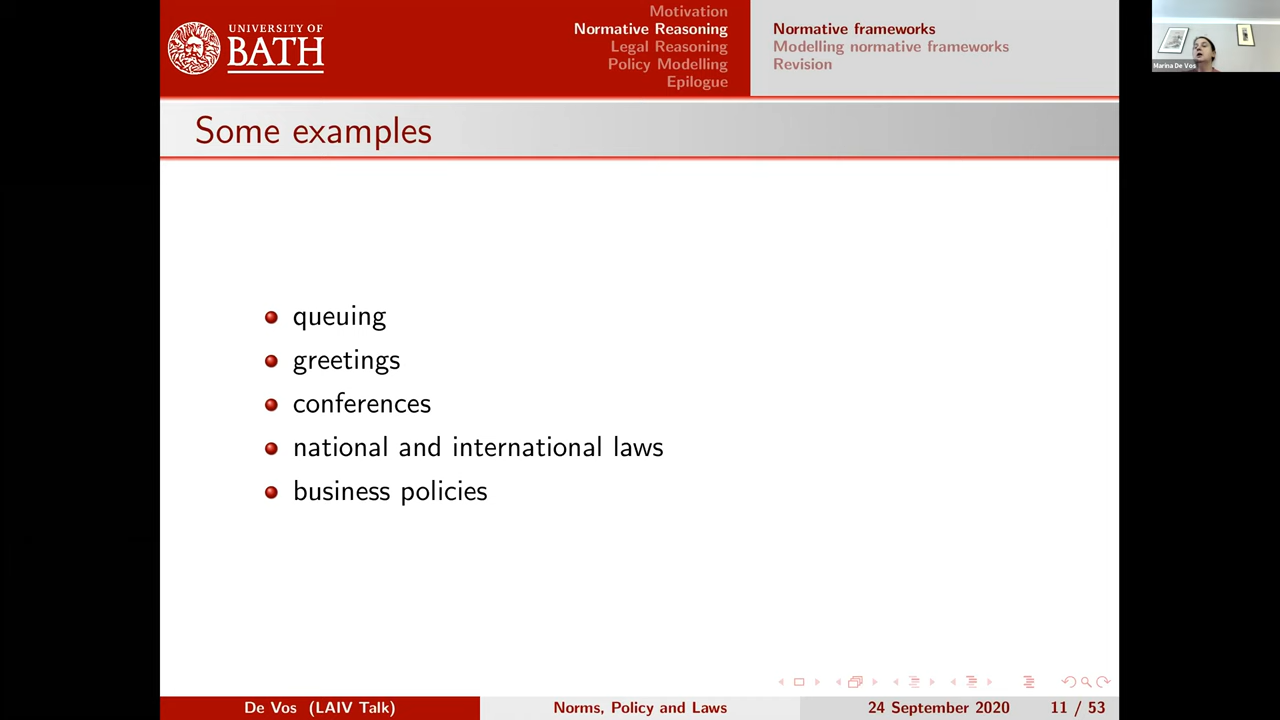 UNIVERSITY OF
BATH
Motivation
Normative Reasoning
Legal Reasoning
Policy Modelling
Epilogue
Normative frameworks
Modelling normative frameworks
Revision
Marina De Vos
Some examples
queuing
greetings
conferences
national and international laws
business policies
De Vos (LAIV Talk)
Norms, Policy and Laws
24 September 2020
11 / 53